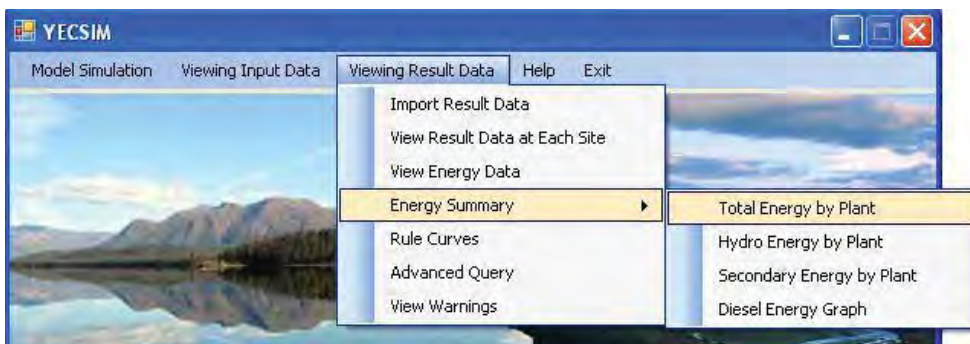 YECSIM
Model Simulation Viewing Input Data Viewing Result Data Help Exit
Import Result Data
View Result Data at Each Site
View Energy Data
Energy Summary
Rule Curves
Advanced Query
View Warnings
Total Energy by Plant
Hydro Energy by Plant
Secondary Energy by Plant
Diesel Energy Graph